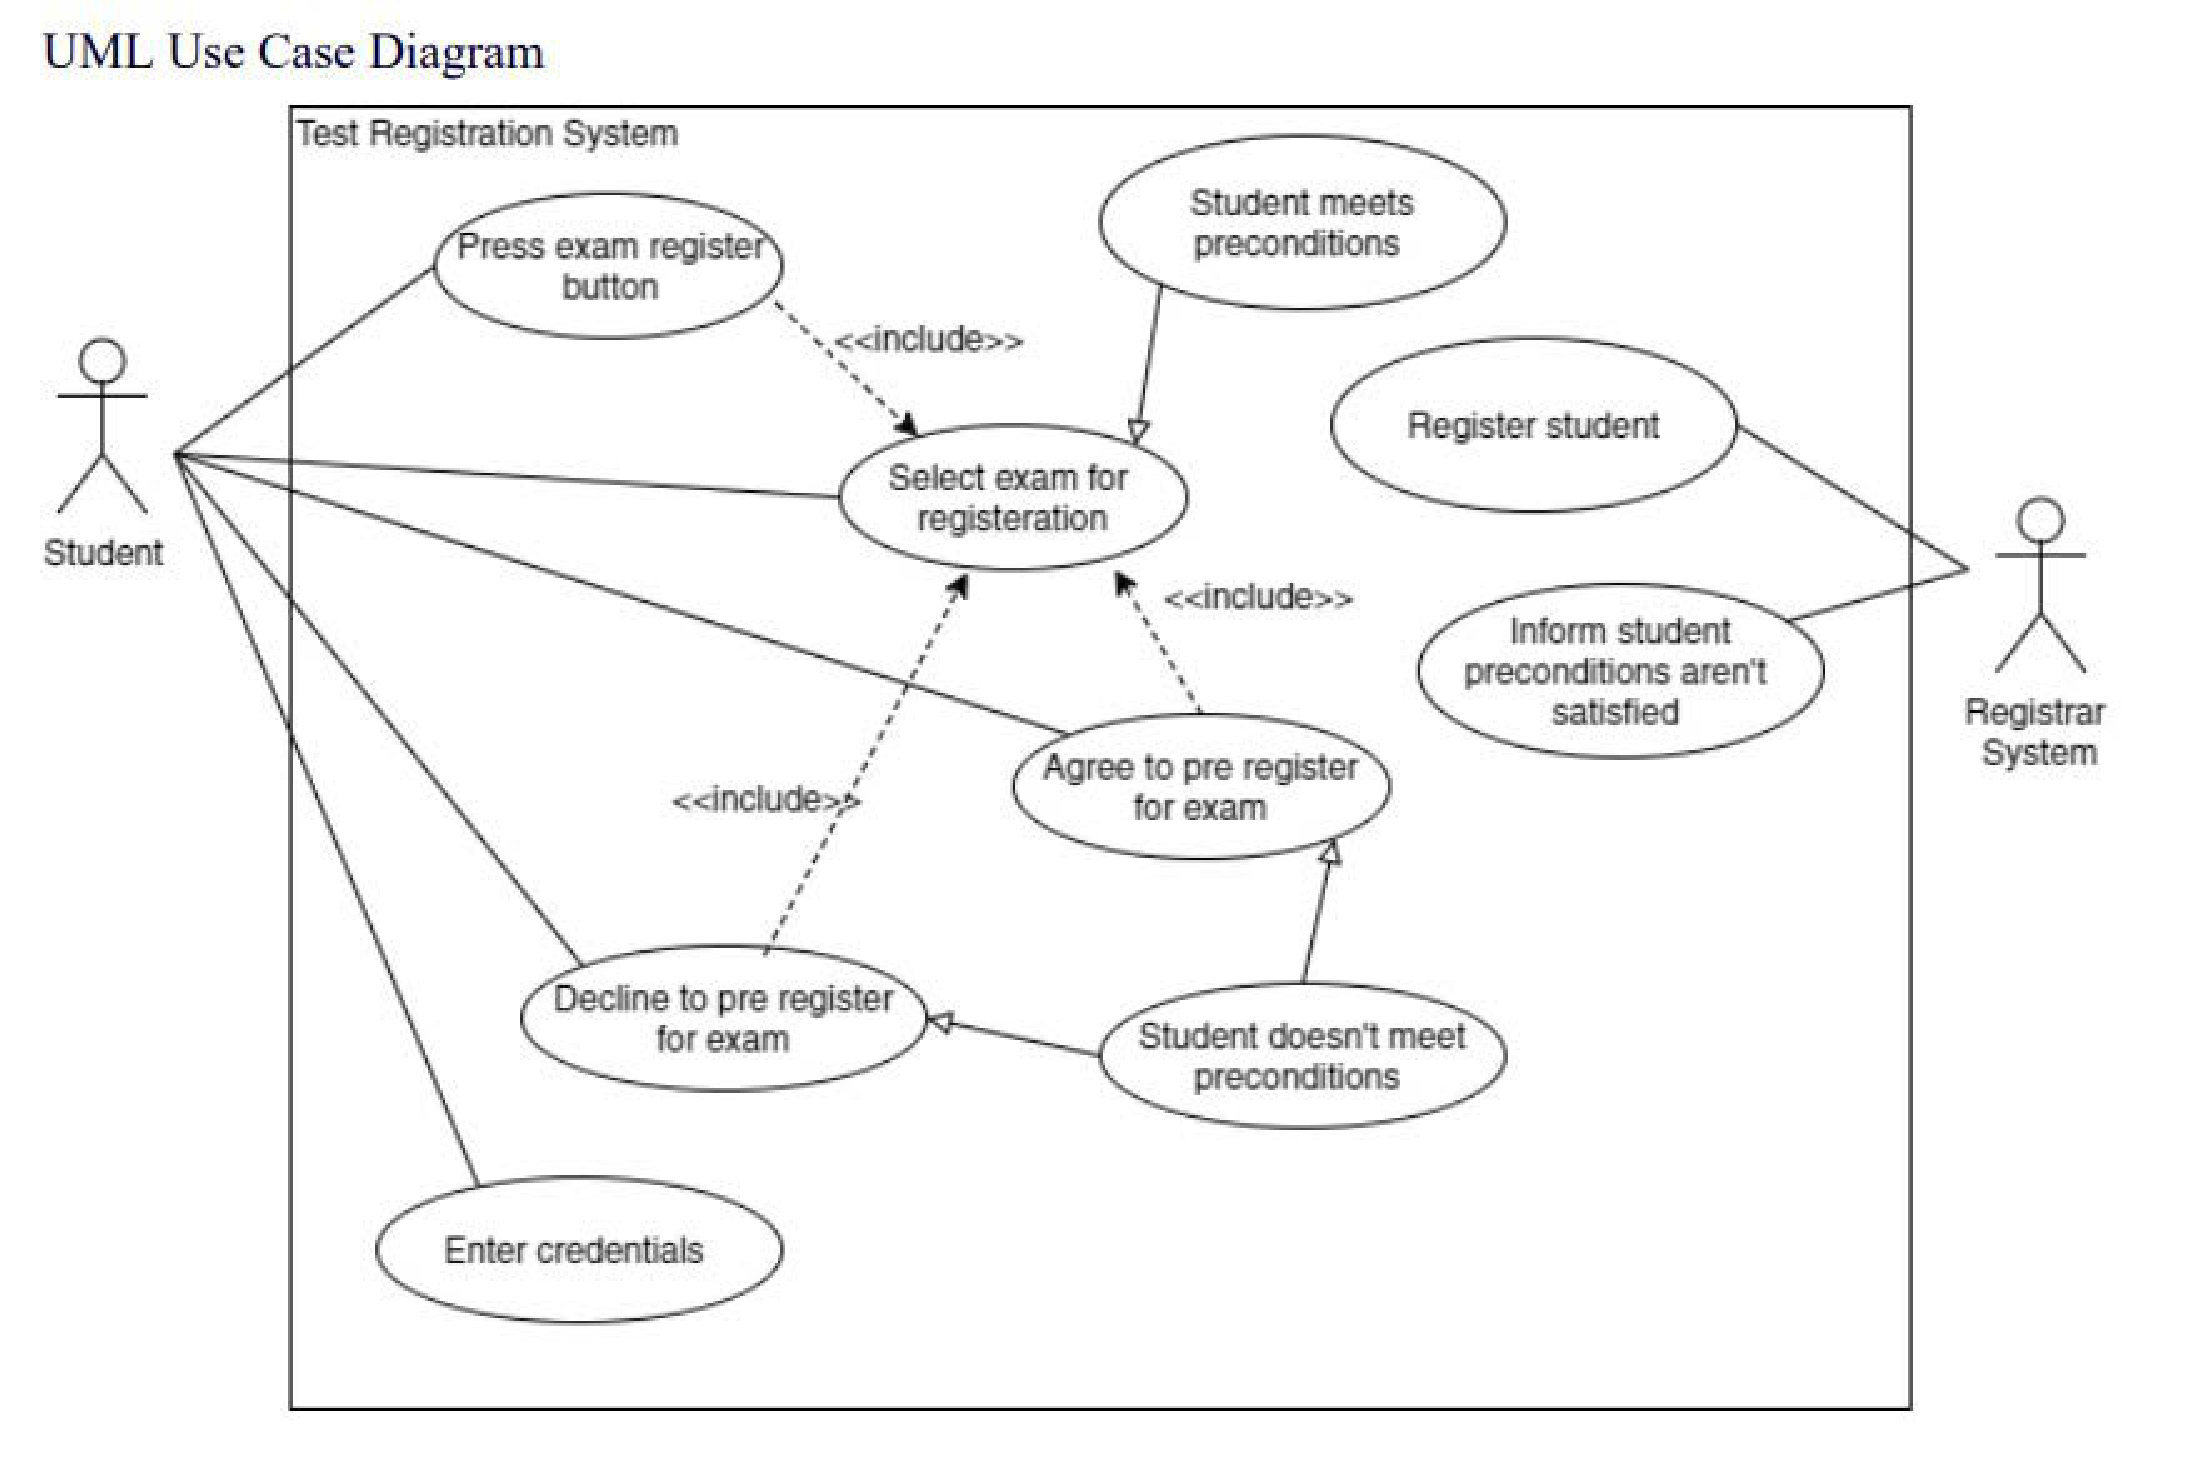 UML Use Case Diagram
Test Registration System
Student meets
preconditions
Press exam register
button
<<include>>
Register student
Select exam for
registeration
Student
<<include>>
Inform student
preconditions aren't
satisfied
Registrar
System
Agree to pre register
for exam
<<include>>
Decline to pre register
for exam
Student doesn't meet
preconditions
Enter credentials